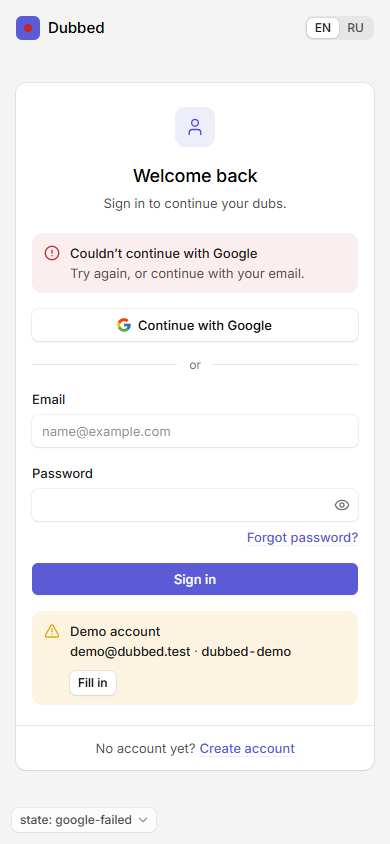 Dubbed
EN RU
Welcome back
Sign in to continue your dubs.
Couldn’t continue with Google
Try again, or continue with your email.
Continue with Google
or
Email
name@example.com
Password
Forgot password?
Sign in
Demo account
demo@dubbed.test · dubbed-demo
Fill in
No account yet? Create account
state: google-failed